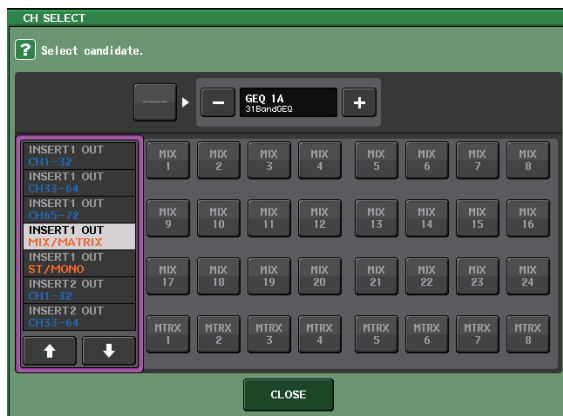 CH SELECT
? Select candidate.
---- GEQ 1A
31BandGEQ
INSERT1 OUT
CH1-32
INSERT1 OUT
CH33-64
INSERT1 OUT
CH65-72
INSERT1 OUT
MIX/MATRIX
INSERT1 OUT
ST/MONO
INSERT2 OUT
CH1-32
INSERT2 OUT
CH33-64
MIX 1 MIX 2 MIX 3 MIX 4 MIX 5 MIX 6 MIX 7 MIX 8
MIX 9 MIX 10 MIX 11 MIX 12 MIX 13 MIX 14 MIX 15 MIX 16
MIX 17 MIX 18 MIX 19 MIX 20 MIX 21 MIX 22 MIX 23 MIX 24
MTRX 1 MTRX 2 MTRX 3 MTRX 4 MTRX 5 MTRX 6 MTRX 7 MTRX 8
CLOSE